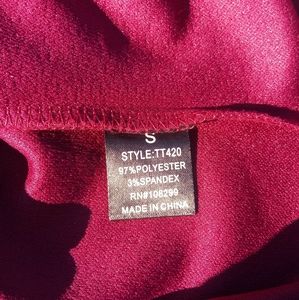 S
STYLE:TT420
97%POLYESTER
3%SPANDEX
RN#108299
MADE IN CHINA